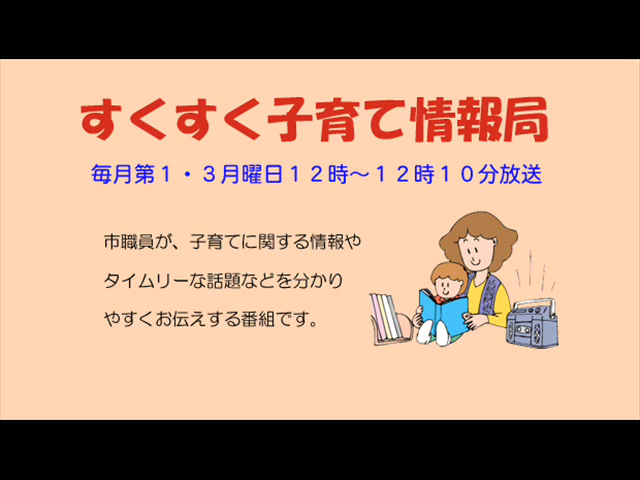 すくすく子育て情報局
毎月第１・３月曜日１２時～１２時１０分放送
市職員が、子育てに関する情報や
タイムリーな話題などを分かり
やすくお伝えする番組です。